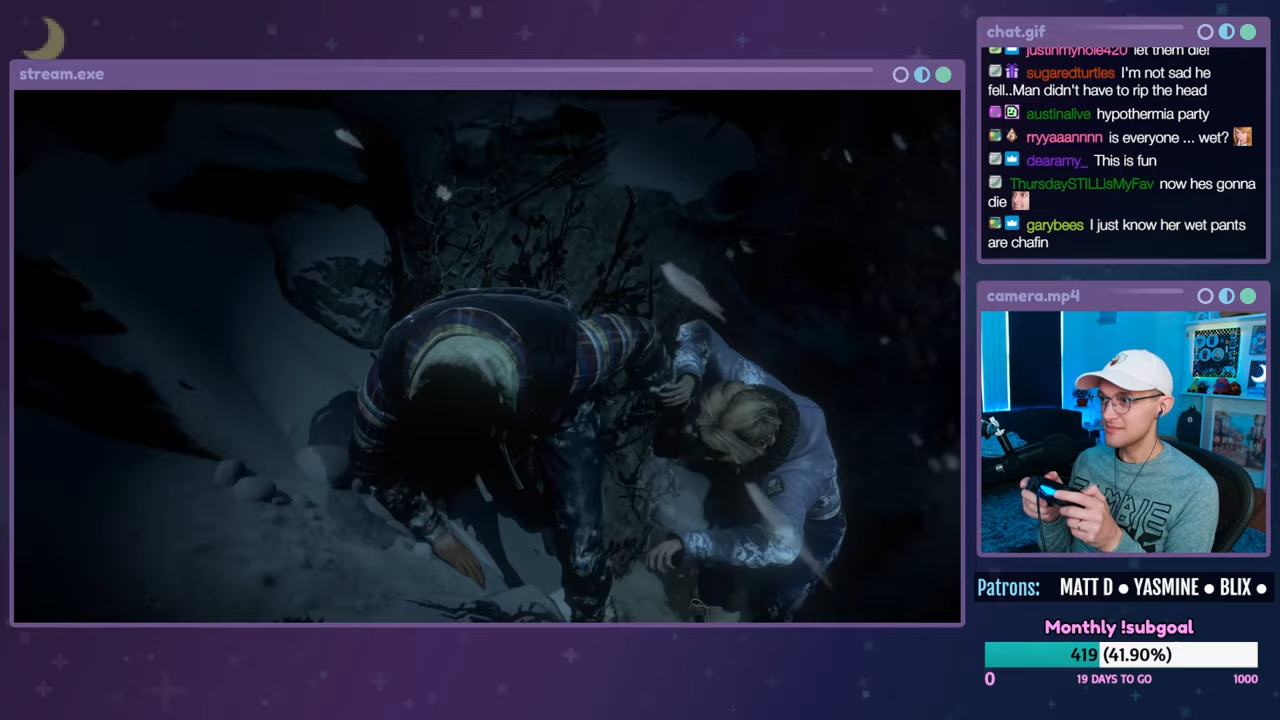 stream.exe
chat.gif
justinmyhole420 let them die!
sugaredturtles I'm not sad he
fell..Man didn't have to rip the head
austinalive hypothermia party
rryyaaannnn is everyone ... wet?
dearamy_ This is fun
ThursdaySTILLisMyFav now hes gonna
die
garybees I just know her wet pants
are chafin
camera.mp4
ZOMBIE
Patrons: MATT D ● YASMINE ● BLIX ●
Monthly !subgoal
419 (41.90%)
0 19 DAYS TO GO 1000